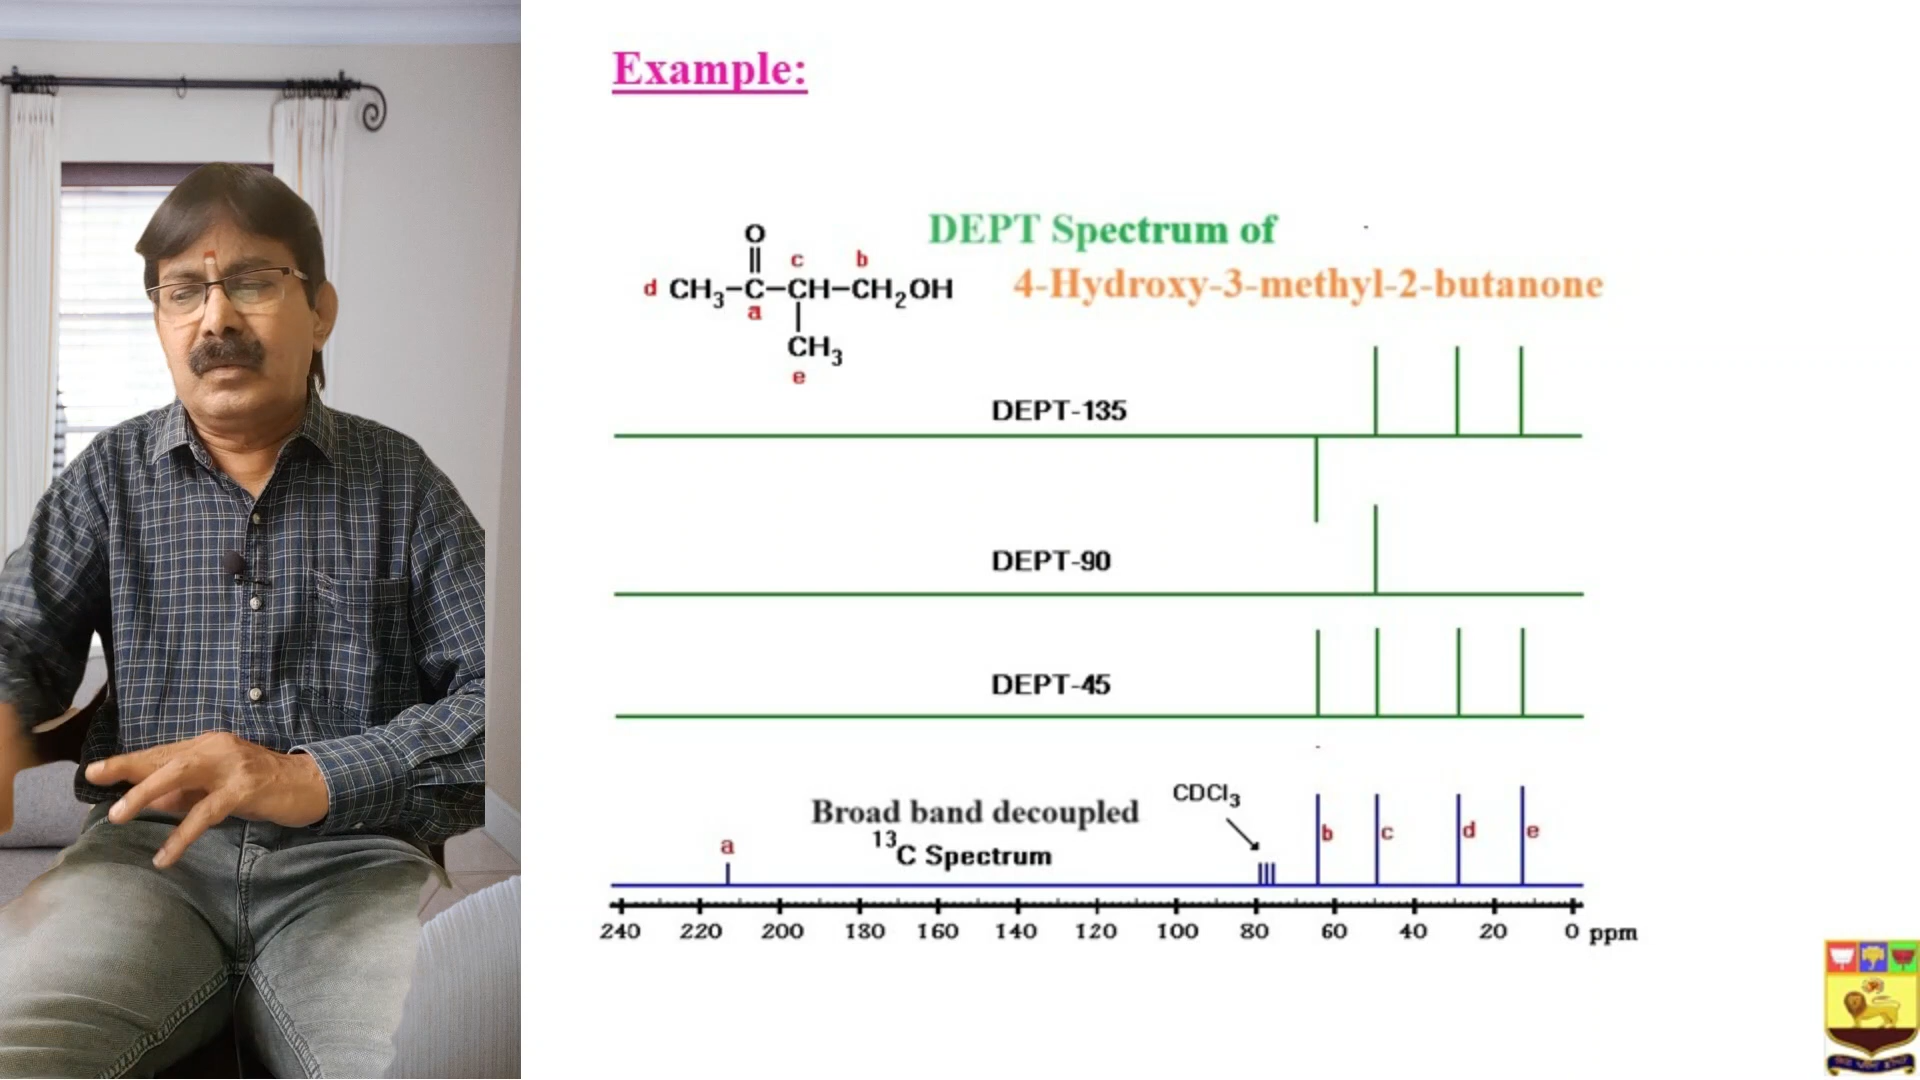 Example:
DEPT Spectrum of
4-Hydroxy-3-methyl-2-butanone
O
c b
d CH₃–C–CH–CH₂OH
a
CH₃
e
DEPT-135
DEPT-90
DEPT-45
CDCl₃
Broad band decoupled
¹³C Spectrum
a b c d e
240 220 200 180 160 140 120 100 80 60 40 20 0 ppm